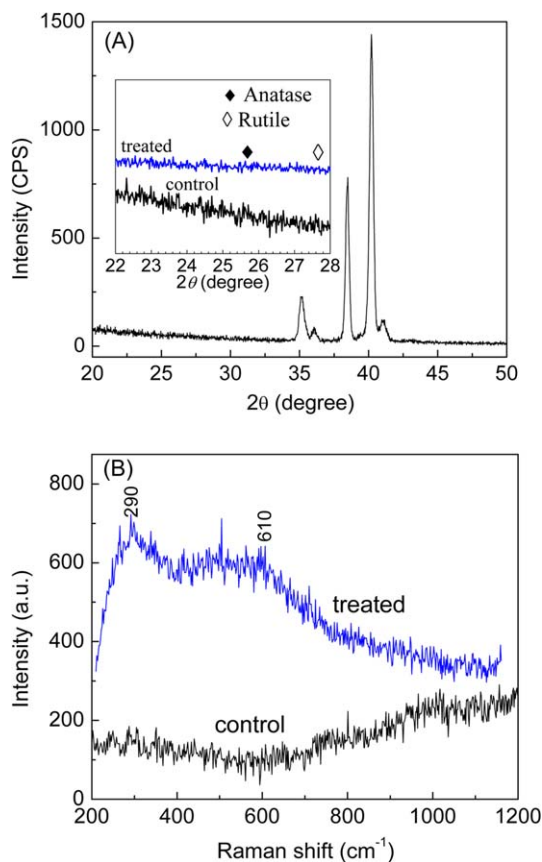 (A)
1500
1000
500
0
Intensity (CPS)
◆ Anatase
◇ Rutile
treated
control
22 23 24 25 26 27 28
2θ (degree)
20 25 30 35 40 45 50
2θ (degree)
(B)
800
600
400
200
0
Intensity (a.u.)
290
610
treated
control
200 400 600 800 1000 1200
Raman shift (cm⁻¹)